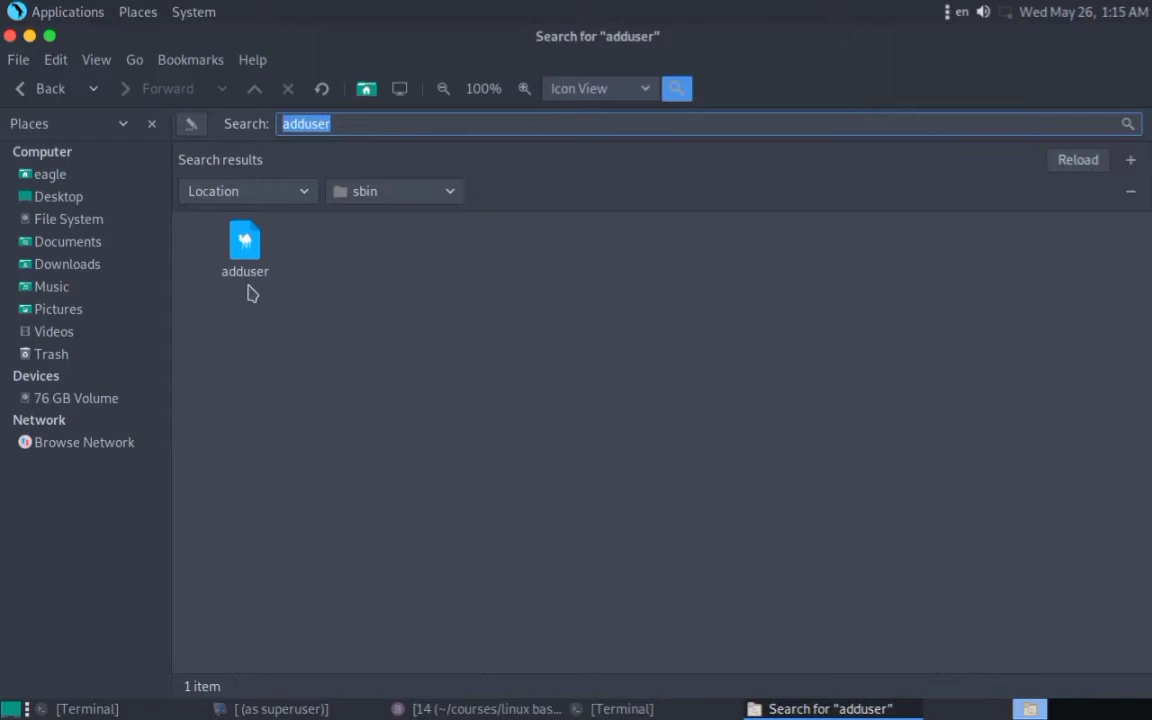 Applications Places System en Wed May 26, 1:15 AM
Search for "adduser"
File Edit View Go Bookmarks Help
Back Forward 100% Icon View
Places Search: adduser
Computer
Search results Reload
eagle
Location sbin
Desktop
File System
Documents
Downloads
adduser
Music
Pictures
Videos
Trash
Devices
76 GB Volume
Network
Browse Network
1 item
[Terminal] [ (as superuser)] [14 (~/courses/linux bas... [Terminal] Search for "adduser"